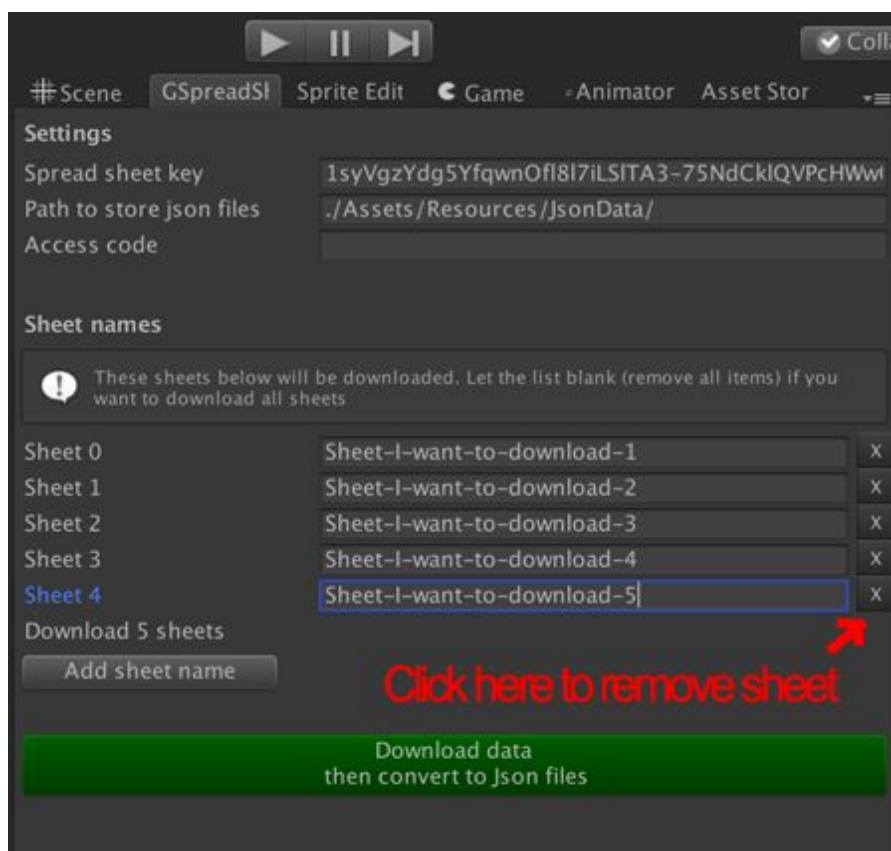 Colla
Scene GSpreadSh Sprite Edit Game Animator Asset Stor
Settings
Spread sheet key
Path to store json files ./Assets/Resources/JsonData/
Access code
Sheet names
These sheets below will be downloaded. Let the list blank (remove all items) if you
want to download all sheets
Sheet 0 Sheet-I-want-to-download-1 X
Sheet 1 Sheet-I-want-to-download-2 X
Sheet 2 Sheet-I-want-to-download-3 X
Sheet 3 Sheet-I-want-to-download-4 X
Sheet 4 Sheet-I-want-to-download-5 X
Download 5 sheets
Add sheet name
Click here to remove sheet
Download data
then convert to Json files